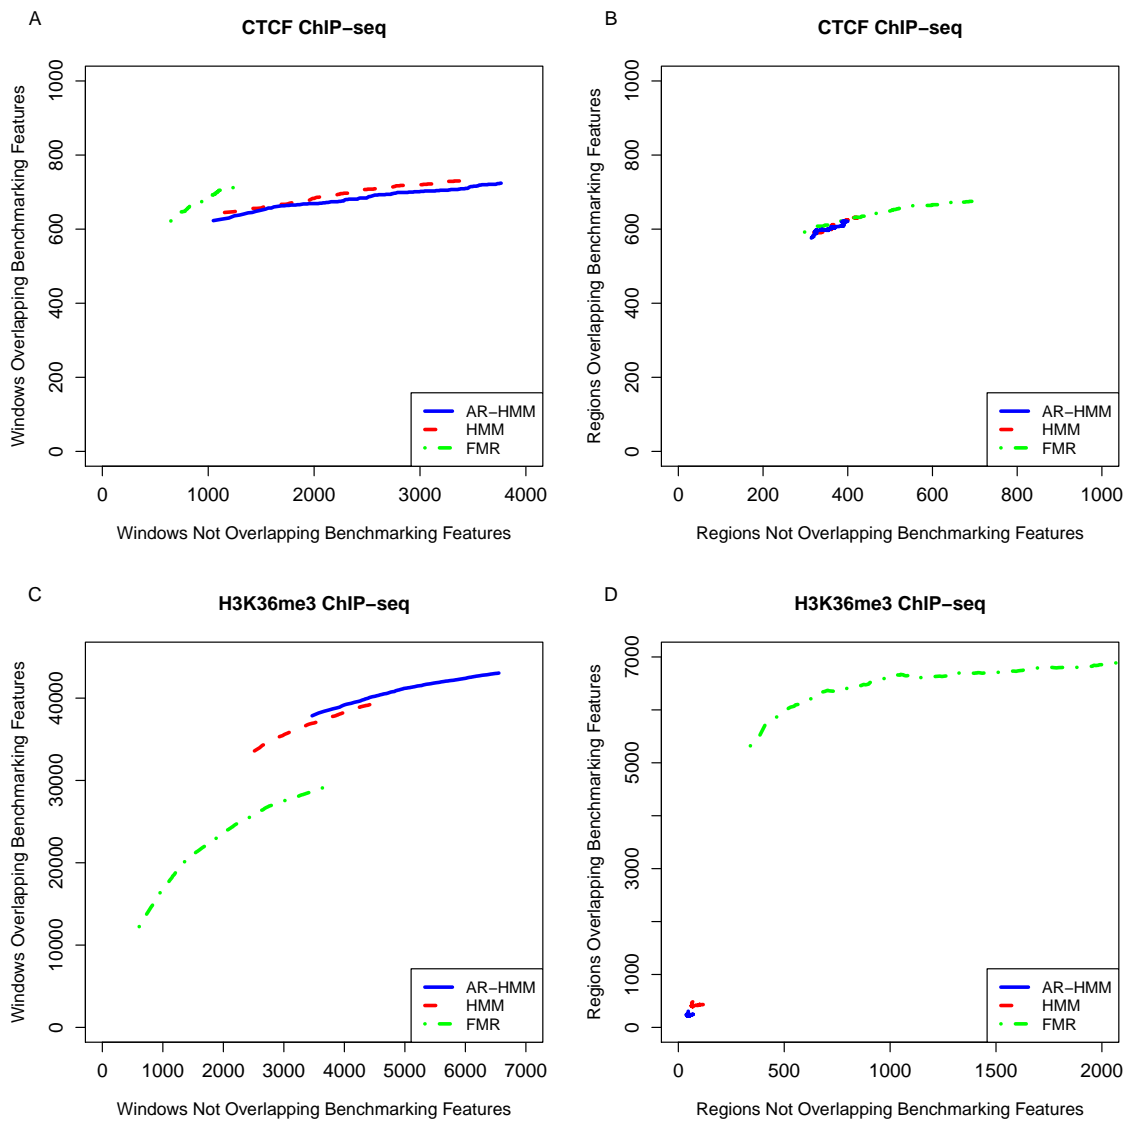 A
CTCF ChIP−seq
Windows Overlapping Benchmarking Features
0 200 400 600 800 1000
0 1000 2000 3000 4000
Windows Not Overlapping Benchmarking Features
AR−HMM
HMM
FMR
B
CTCF ChIP−seq
Regions Overlapping Benchmarking Features
0 200 400 600 800 1000
0 200 400 600 800 1000
Regions Not Overlapping Benchmarking Features
AR−HMM
HMM
FMR
C
H3K36me3 ChIP−seq
Windows Overlapping Benchmarking Features
0 10000 20000 30000 40000
0 1000 2000 3000 4000 5000 6000 7000
Windows Not Overlapping Benchmarking Features
AR−HMM
HMM
FMR
D
H3K36me3 ChIP−seq
Regions Overlapping Benchmarking Features
0 1000 3000 5000 7000
0 500 1000 1500 2000
Regions Not Overlapping Benchmarking Features
AR−HMM
HMM
FMR